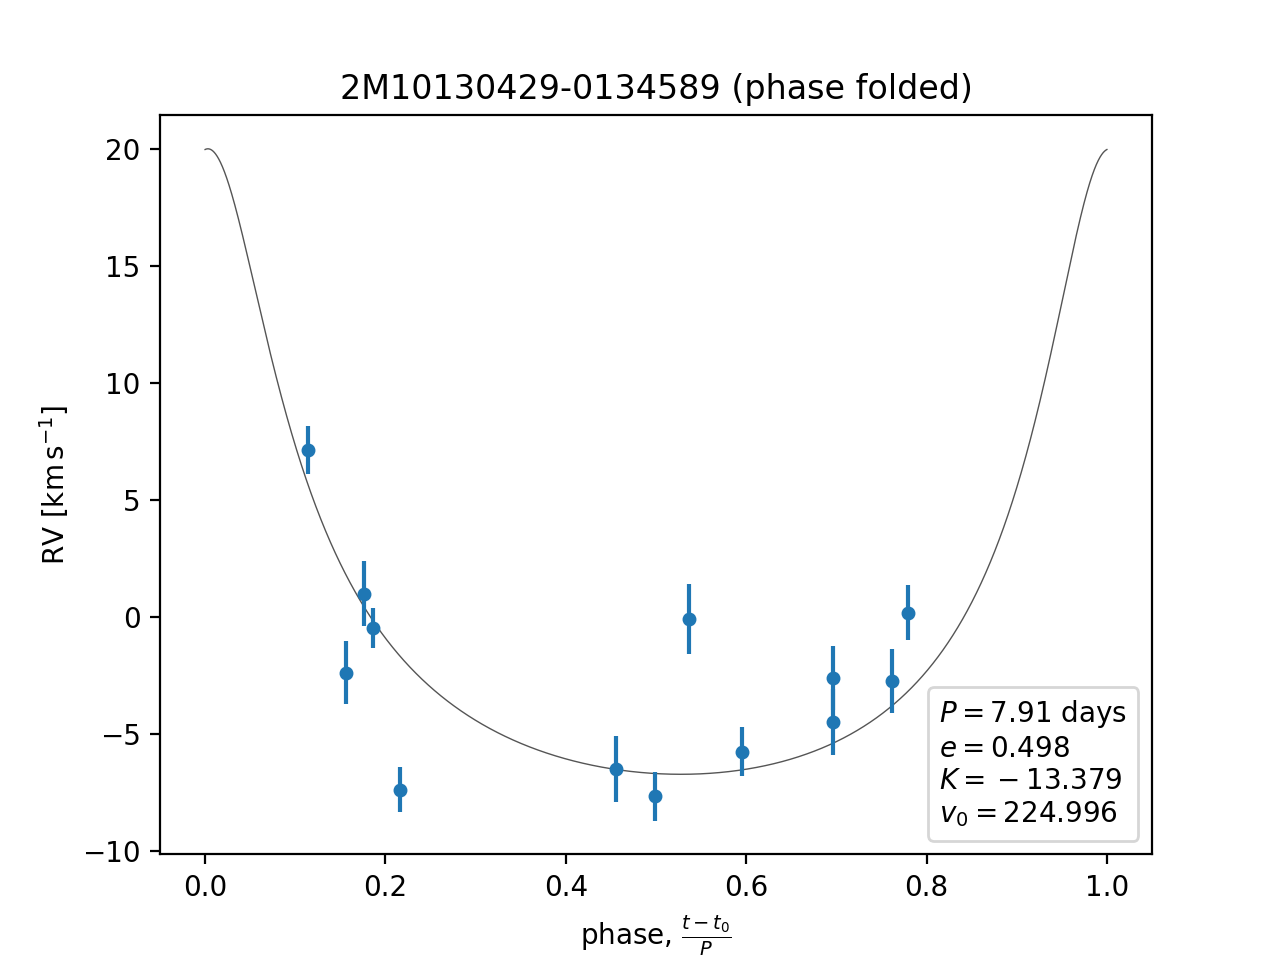 2M10130429-0134589 (phase folded)
20
15
10
5
0
−5
−10
RV [km s⁻¹]
P = 7.91 days
e = 0.498
K = −13.379
v₀ = 224.996
0.0 0.2 0.4 0.6 0.8 1.0
phase, (t − t₀)/P